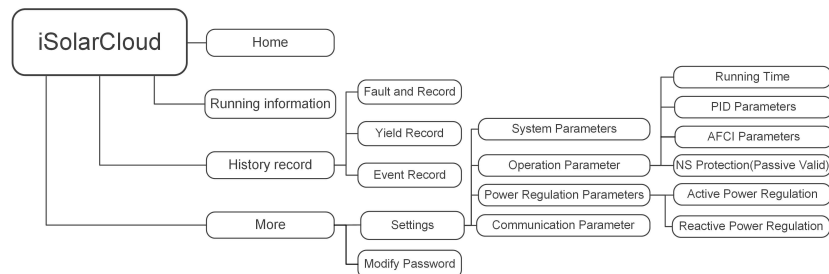 iSolarCloud
Home
Running information
History record
Fault and Record
Yield Record
Event Record
More
Settings
Modify Password
System Parameters
Operation Parameter
Power Regulation Parameters
Communication Parameter
Running Time
PID Parameters
AFCI Parameters
NS Protection(Passive Valid)
Active Power Regulation
Reactive Power Regulation